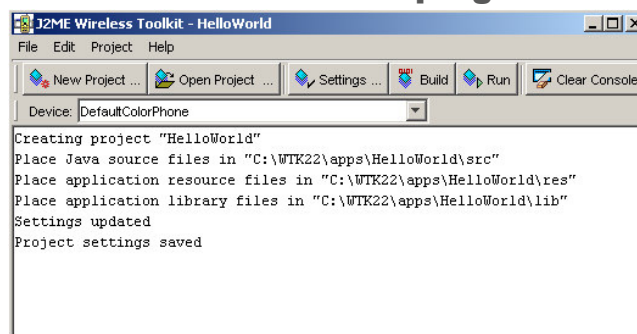 J2ME Wireless Toolkit - HelloWorld
File Edit Project Help
New Project ... Open Project ... Settings ... Build Run Clear Console
Device: DefaultColorPhone
Creating project "HelloWorld"
Place Java source files in "C:\WTK22\apps\HelloWorld\src"
Place application resource files in "C:\WTK22\apps\HelloWorld\res"
Place application library files in "C:\WTK22\apps\HelloWorld\lib"
Settings updated
Project settings saved